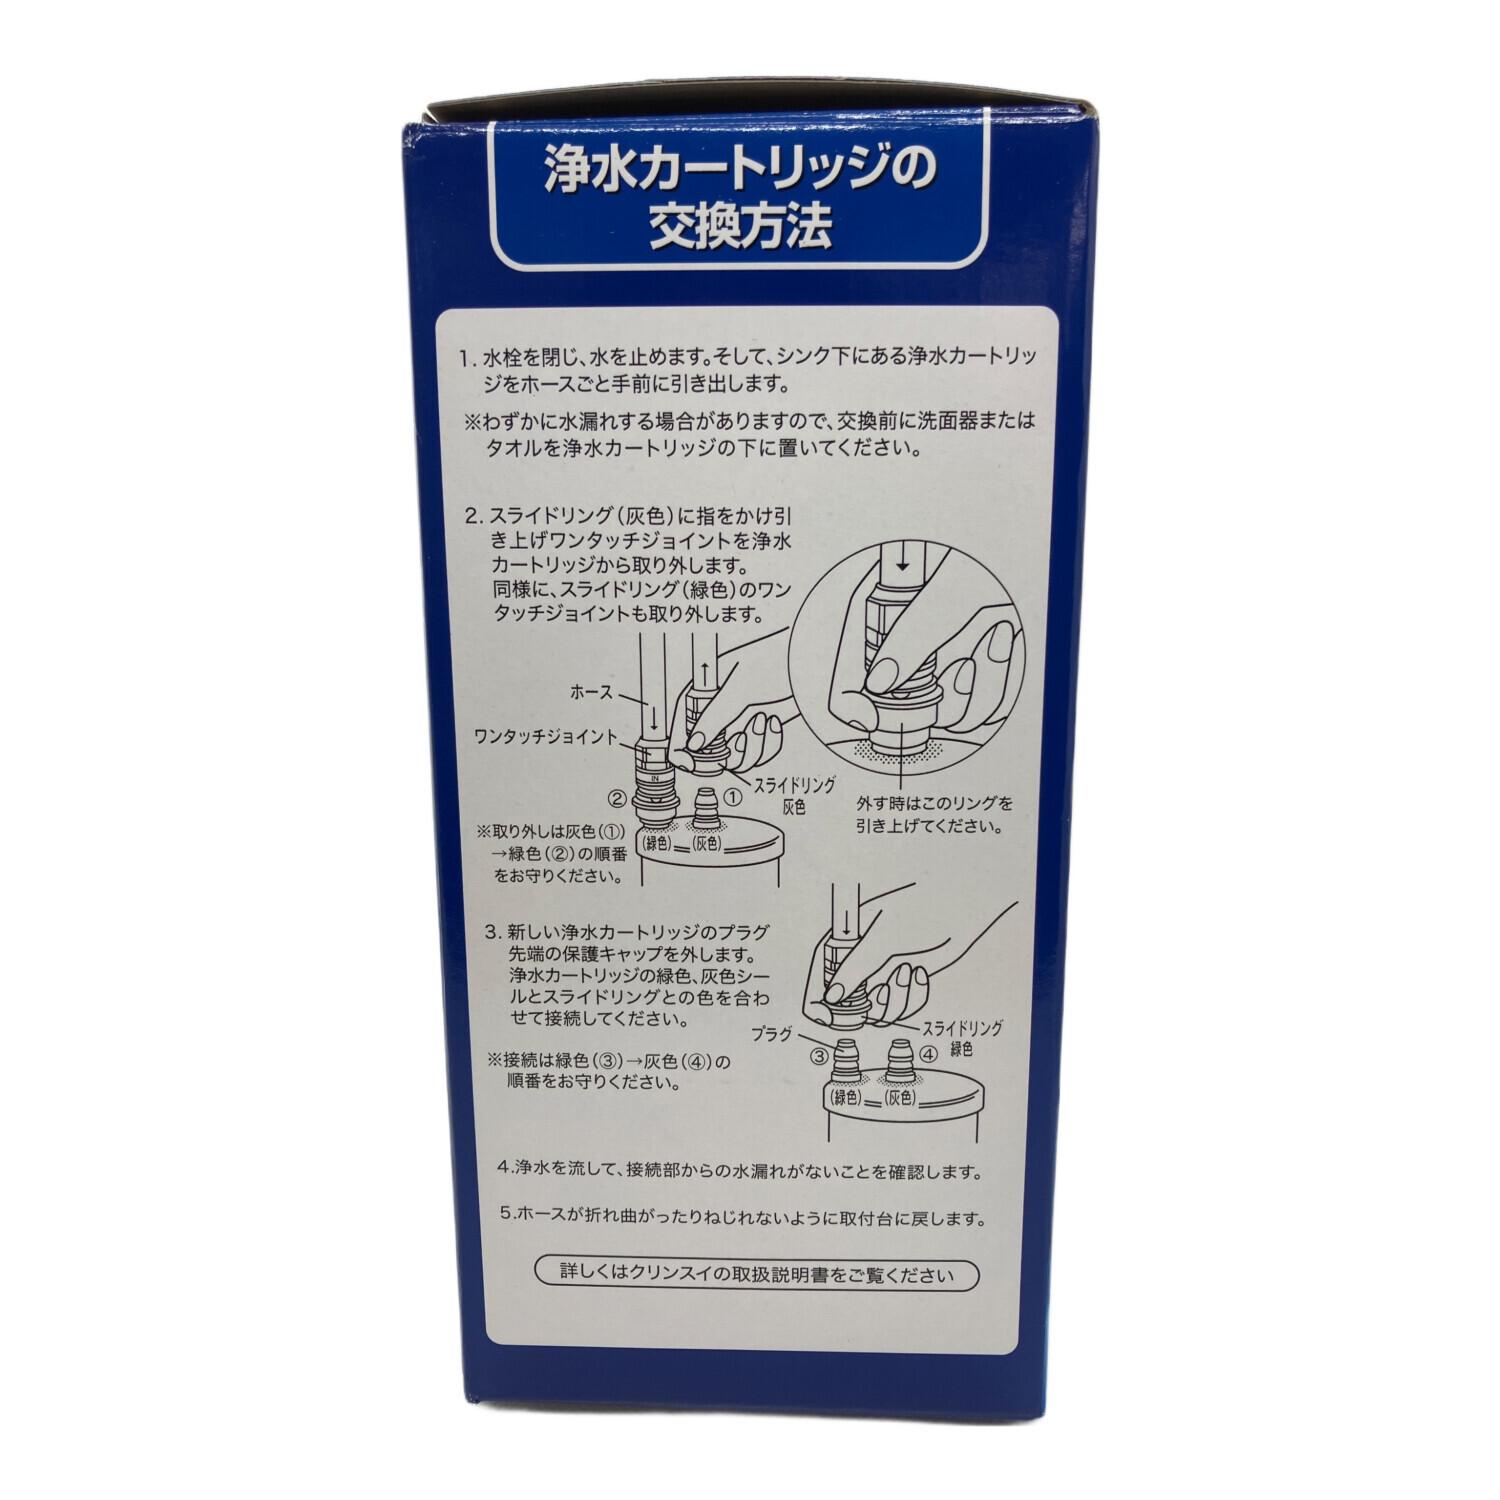 浄水カートリッジの
交換方法
1. 水栓を閉じ、水を止めます。そして、シンク下にある浄水カートリッ
ジをホースごと手前に引き出します。
※わずかに水漏れする場合がありますので、交換前に洗面器または
タオルを浄水カートリッジの下に置いてください。
2. スライドリング(灰色)に指をかけ引
き上げワンタッチジョイントを浄水
カートリッジから取り外します。
同様に、スライドリング(緑色)のワン
タッチジョイントも取り外します。
ホース
ワンタッチジョイント
IN
②
①
スライドリング
灰色
(緑色)
(灰色)
外す時はこのリングを
引き上げてください。
※取り外しは灰色(①)
→緑色(②)の順番
をお守りください。
3. 新しい浄水カートリッジのプラグ
先端の保護キャップを外します。
浄水カートリッジの緑色、灰色シー
ルとスライドリングとの色を合わ
せて接続してください。
プラグ
スライドリング
緑色
③
④
(緑色)
(灰色)
※接続は緑色(③)→灰色(④)の
順番をお守りください。
4.浄水を流して、接続部からの水漏れがないことを確認します。
5.ホースが折れ曲がったりねじれないように取付台に戻します。
詳しくはクリンスイの取扱説明書をご覧ください